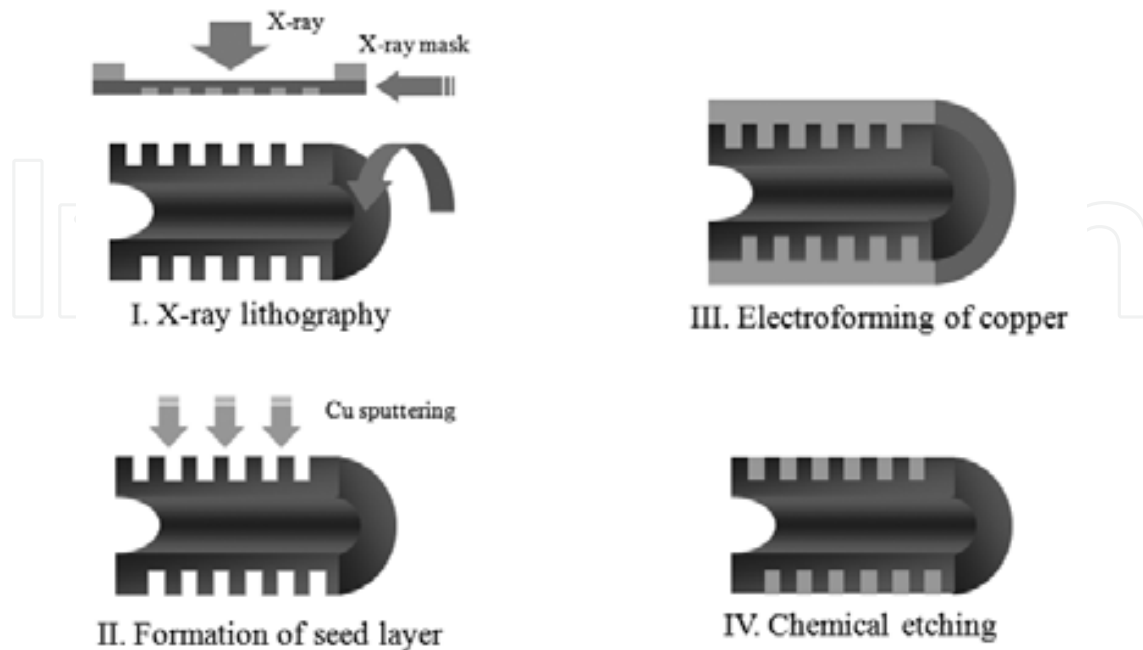 X-ray
X-ray mask
I. X-ray lithography
Cu sputtering
II. Formation of seed layer
III. Electroforming of copper
IV. Chemical etching